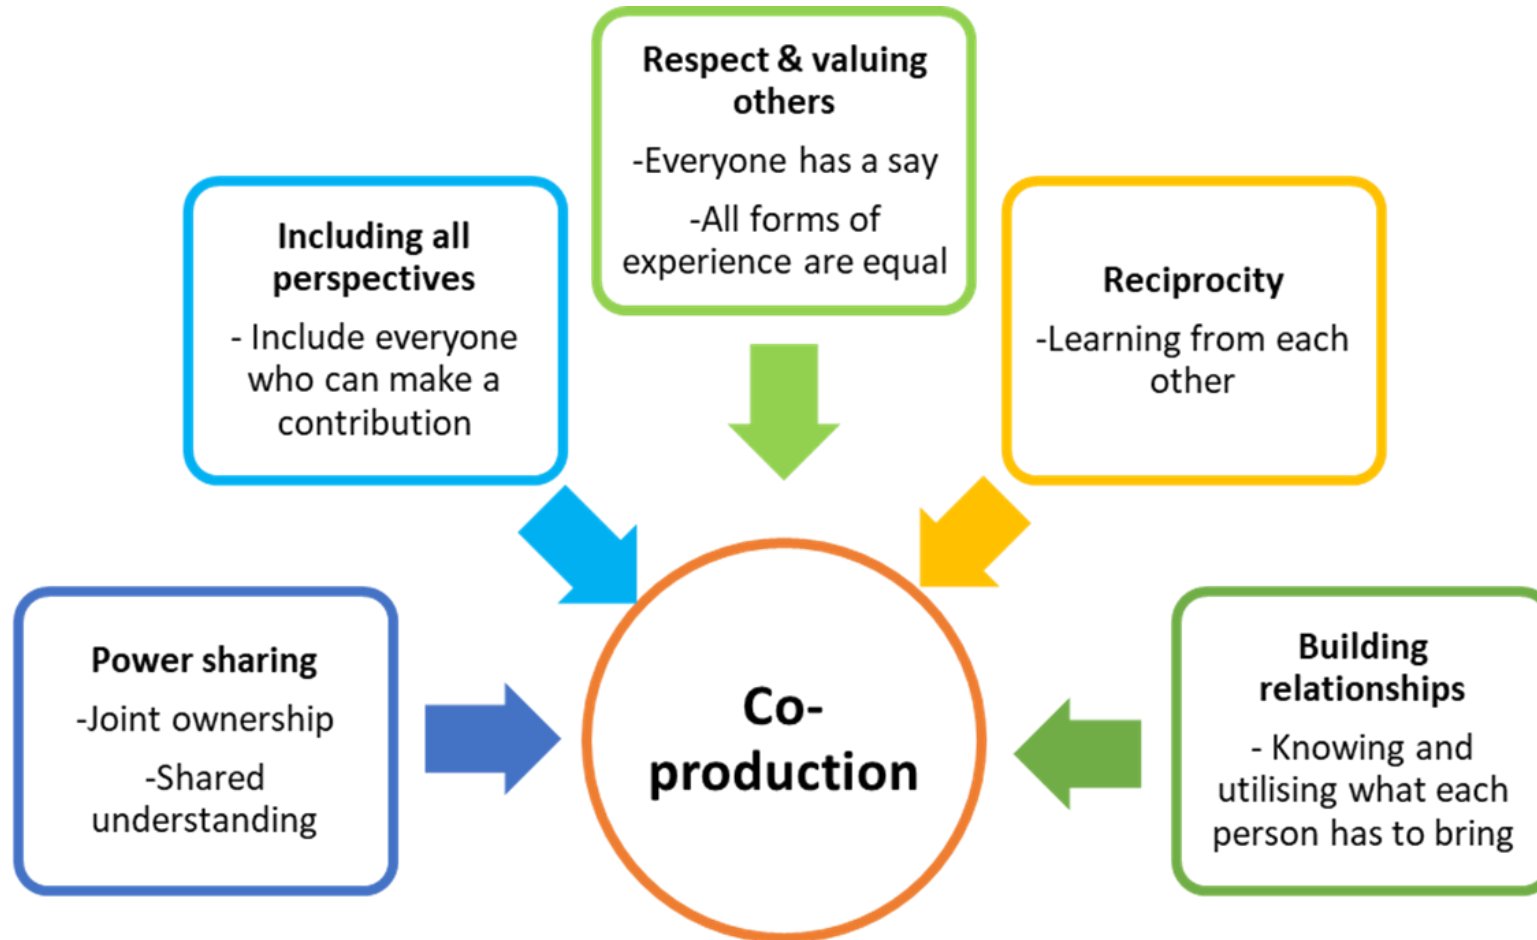 Respect & valuing
others
-Everyone has a say
-All forms of
experience are equal
Including all
perspectives
- Include everyone
who can make a
contribution
Reciprocity
-Learning from each
other
Power sharing
-Joint ownership
-Shared
understanding
Co-
production
Building
relationships
- Knowing and
utilising what each
person has to bring